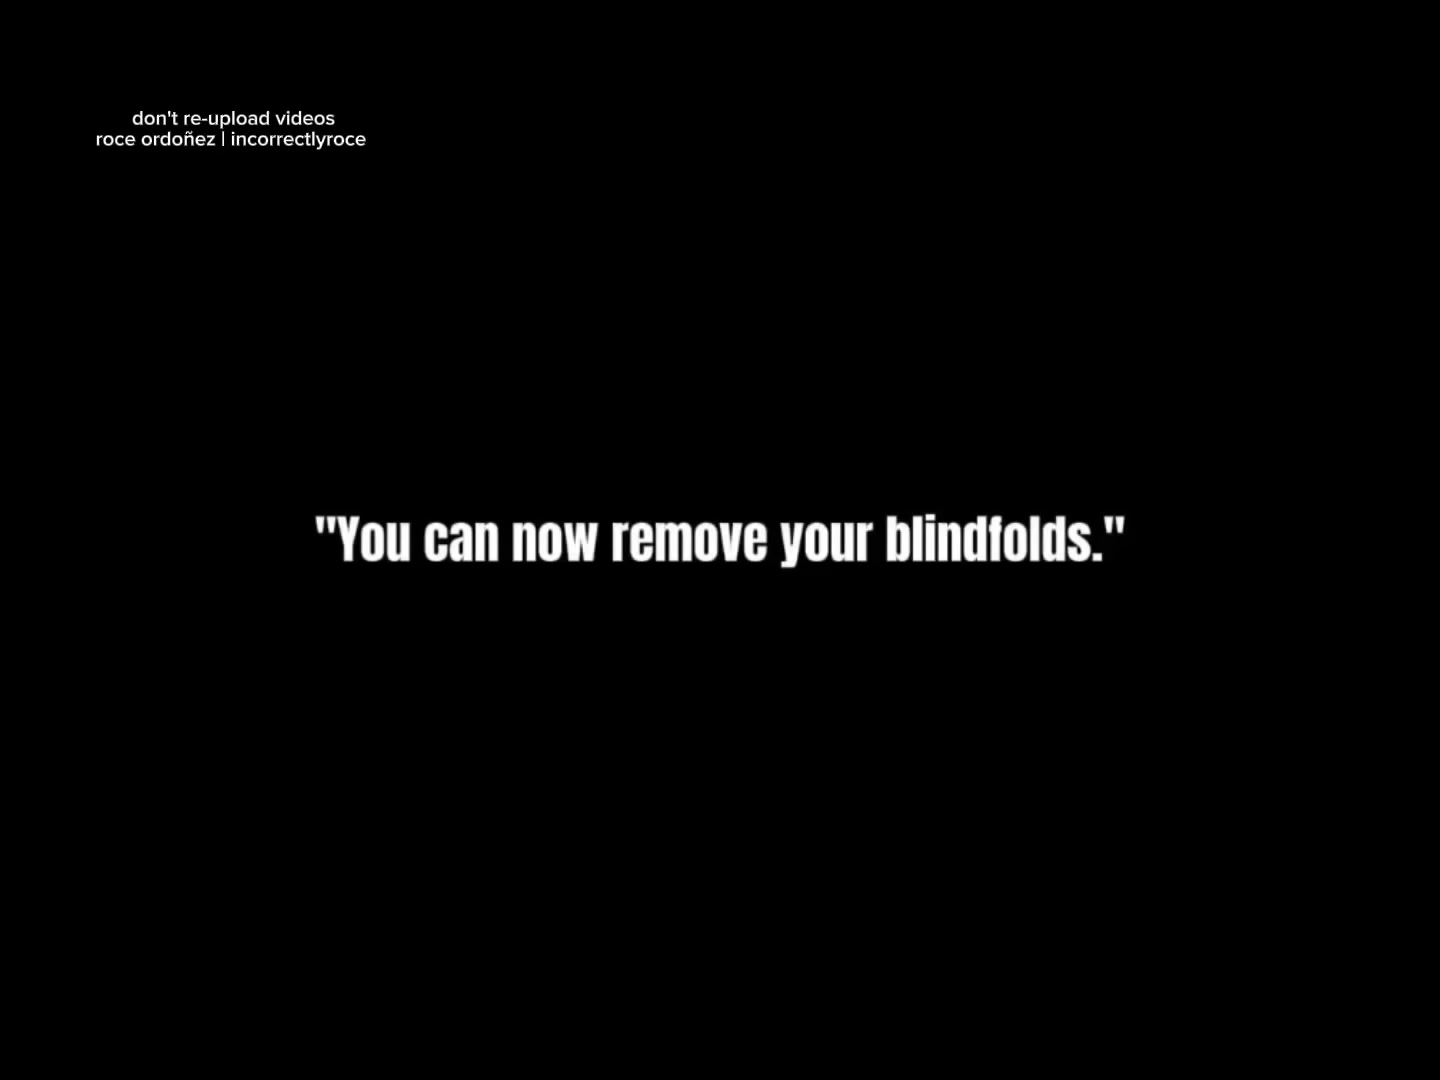 don't re-upload videos
roce ordoñez | incorrectlyroce
"You can now remove your blindfolds."